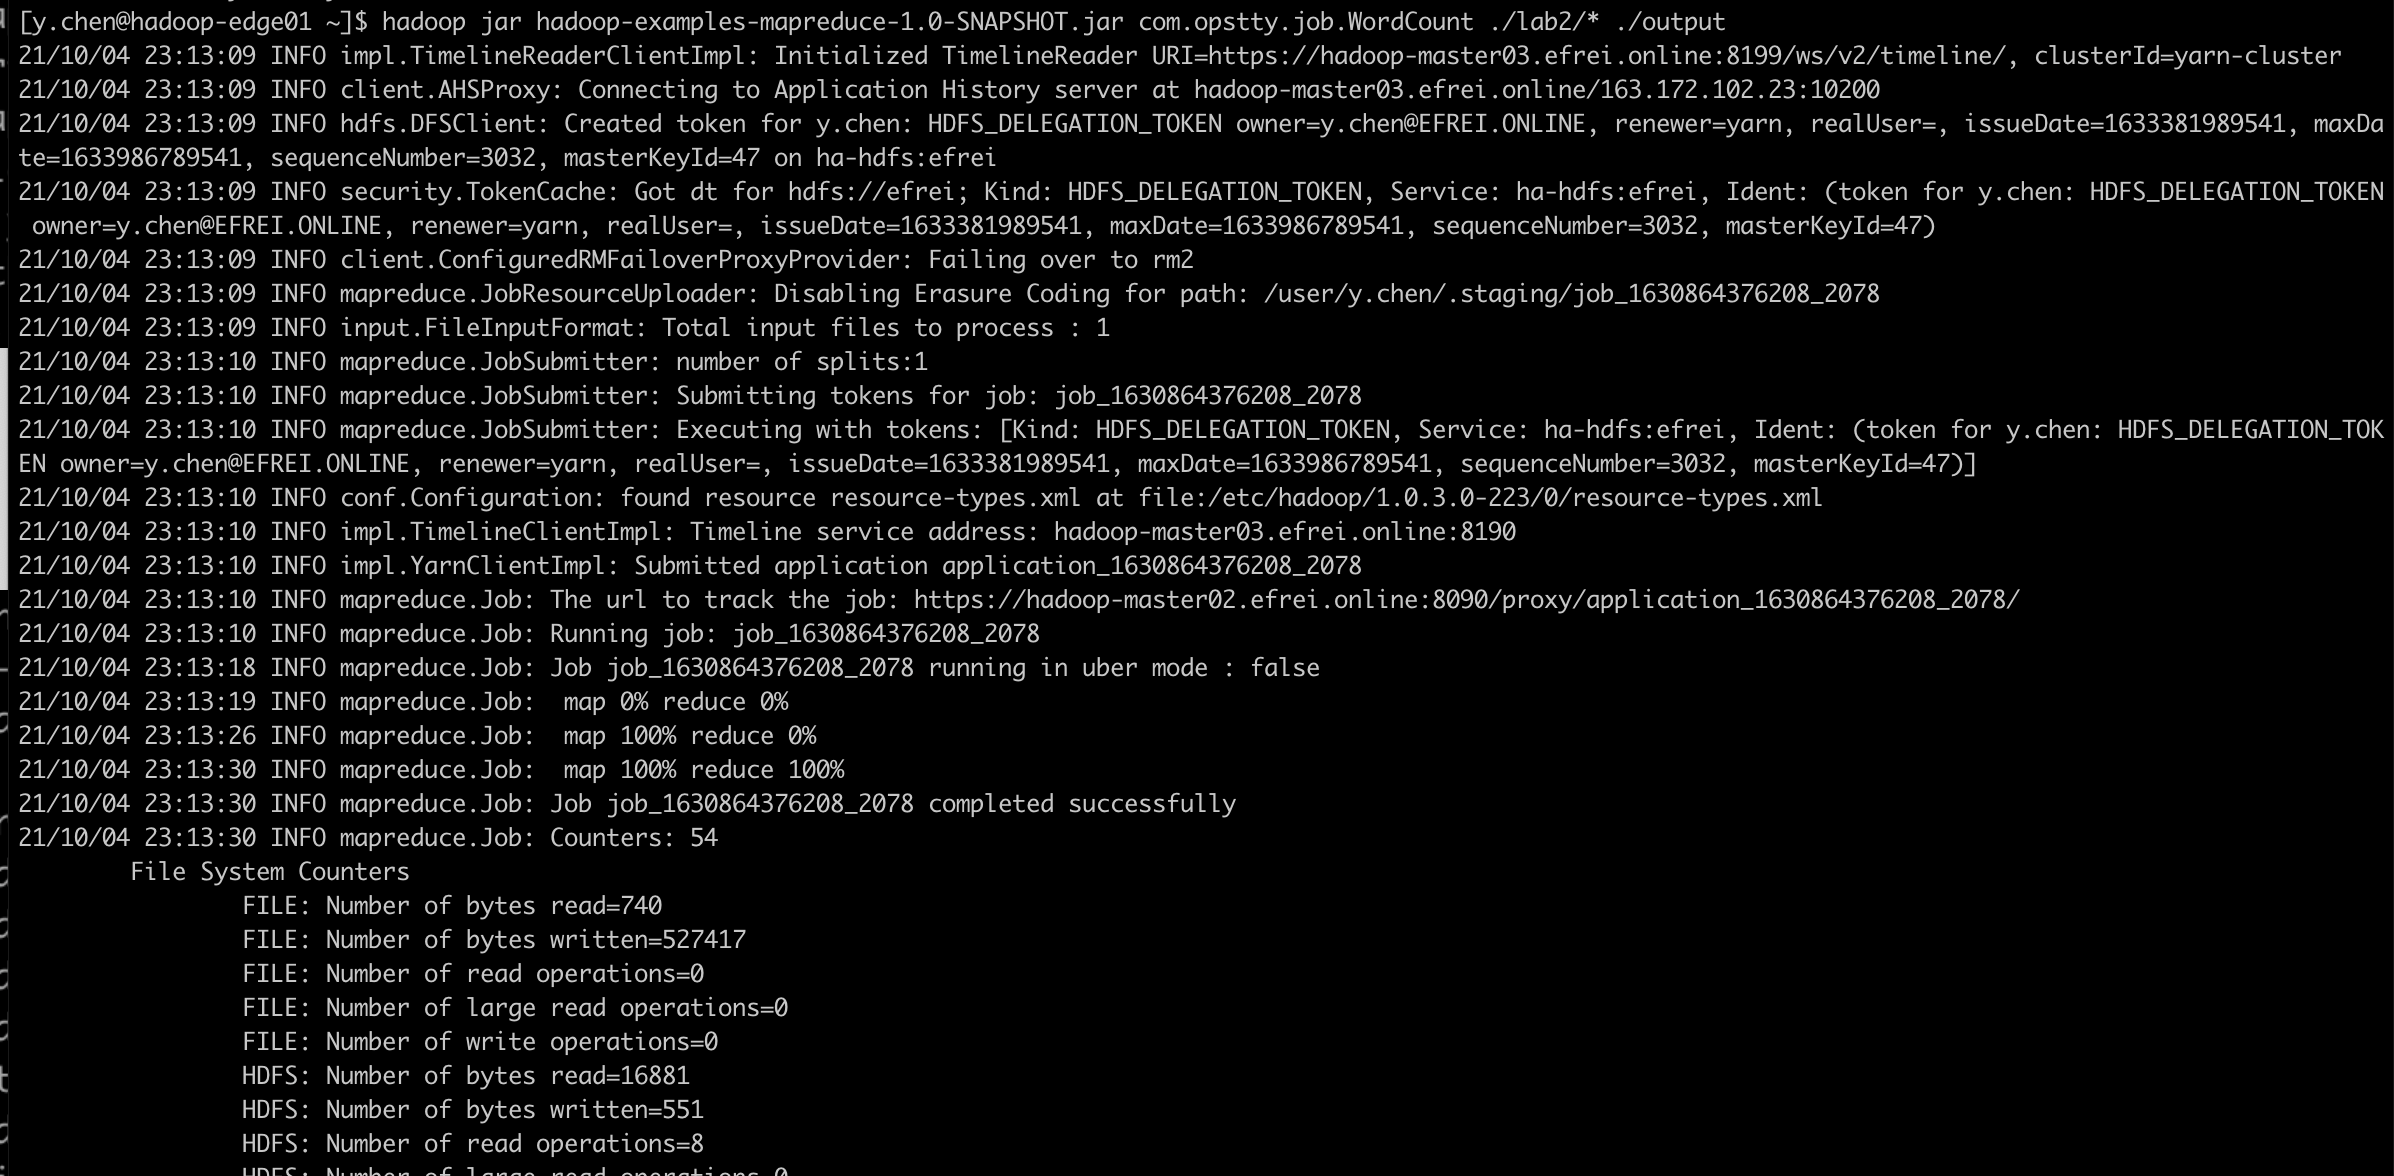 [y.chen@hadoop-edge01 ~]$ hadoop jar hadoop-examples-mapreduce-1.0-SNAPSHOT.jar com.opstty.job.WordCount ./lab2/* ./output
21/10/04 23:13:09 INFO impl.TimelineReaderClientImpl: Initialized TimelineReader URI=https://hadoop-master03.efrei.online:8199/ws/v2/timeline/, clusterId=yarn-cluster
21/10/04 23:13:09 INFO client.AHSProxy: Connecting to Application History server at hadoop-master03.efrei.online/163.172.102.23:10200
21/10/04 23:13:09 INFO hdfs.DFSClient: Created token for y.chen: HDFS_DELEGATION_TOKEN owner=y.chen@EFREI.ONLINE, renewer=yarn, realUser=, issueDate=1633381989541, maxDa
te=1633986789541, sequenceNumber=3032, masterKeyId=47 on ha-hdfs:efrei
21/10/04 23:13:09 INFO security.TokenCache: Got dt for hdfs://efrei; Kind: HDFS_DELEGATION_TOKEN, Service: ha-hdfs:efrei, Ident: (token for y.chen: HDFS_DELEGATION_TOKEN
 owner=y.chen@EFREI.ONLINE, renewer=yarn, realUser=, issueDate=1633381989541, maxDate=1633986789541, sequenceNumber=3032, masterKeyId=47)
21/10/04 23:13:09 INFO client.ConfiguredRMFailoverProxyProvider: Failing over to rm2
21/10/04 23:13:09 INFO mapreduce.JobResourceUploader: Disabling Erasure Coding for path: /user/y.chen/.staging/job_1630864376208_2078
21/10/04 23:13:09 INFO input.FileInputFormat: Total input files to process : 1
21/10/04 23:13:10 INFO mapreduce.JobSubmitter: number of splits:1
21/10/04 23:13:10 INFO mapreduce.JobSubmitter: Submitting tokens for job: job_1630864376208_2078
21/10/04 23:13:10 INFO mapreduce.JobSubmitter: Executing with tokens: [Kind: HDFS_DELEGATION_TOKEN, Service: ha-hdfs:efrei, Ident: (token for y.chen: HDFS_DELEGATION_TOK
EN owner=y.chen@EFREI.ONLINE, renewer=yarn, realUser=, issueDate=1633381989541, maxDate=1633986789541, sequenceNumber=3032, masterKeyId=47)]
21/10/04 23:13:10 INFO conf.Configuration: found resource resource-types.xml at file:/etc/hadoop/1.0.3.0-223/0/resource-types.xml
21/10/04 23:13:10 INFO impl.TimelineClientImpl: Timeline service address: hadoop-master03.efrei.online:8190
21/10/04 23:13:10 INFO impl.YarnClientImpl: Submitted application application_1630864376208_2078
21/10/04 23:13:10 INFO mapreduce.Job: The url to track the job: https://hadoop-master02.efrei.online:8090/proxy/application_1630864376208_2078/
21/10/04 23:13:10 INFO mapreduce.Job: Running job: job_1630864376208_2078
21/10/04 23:13:18 INFO mapreduce.Job: Job job_1630864376208_2078 running in uber mode : false
21/10/04 23:13:19 INFO mapreduce.Job:  map 0% reduce 0%
21/10/04 23:13:26 INFO mapreduce.Job:  map 100% reduce 0%
21/10/04 23:13:30 INFO mapreduce.Job:  map 100% reduce 100%
21/10/04 23:13:30 INFO mapreduce.Job: Job job_1630864376208_2078 completed successfully
21/10/04 23:13:30 INFO mapreduce.Job: Counters: 54
File System Counters
FILE: Number of bytes read=740
FILE: Number of bytes written=527417
FILE: Number of read operations=0
FILE: Number of large read operations=0
FILE: Number of write operations=0
HDFS: Number of bytes read=16881
HDFS: Number of bytes written=551
HDFS: Number of read operations=8
HDFS: Number of large read operations=0